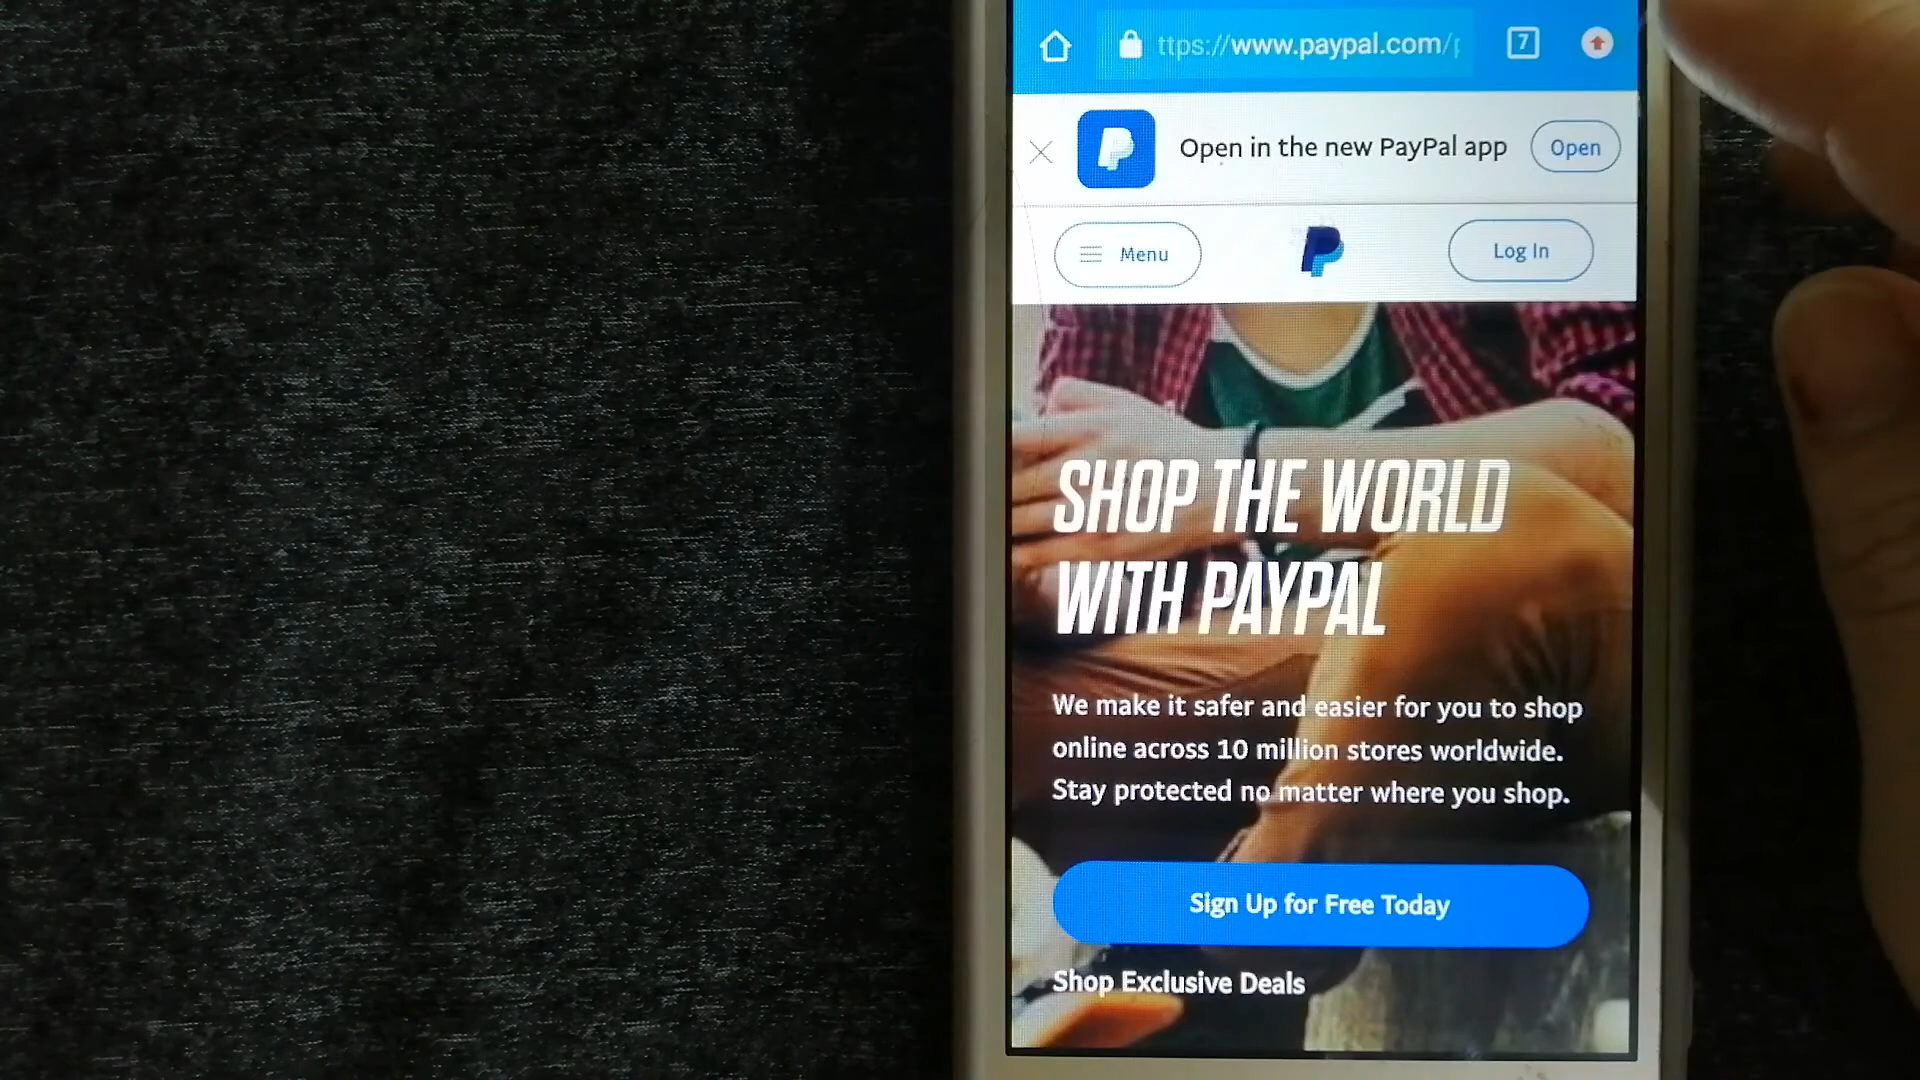 ttps://www.paypal.com/
7
Open in the new PayPal app
Open
Menu
Log In
SHOP THE WORLD
WITH PAYPAL
We make it safer and easier for you to shop
online across 10 million stores worldwide.
Stay protected no matter where you shop.
Sign Up for Free Today
Shop Exclusive Deals